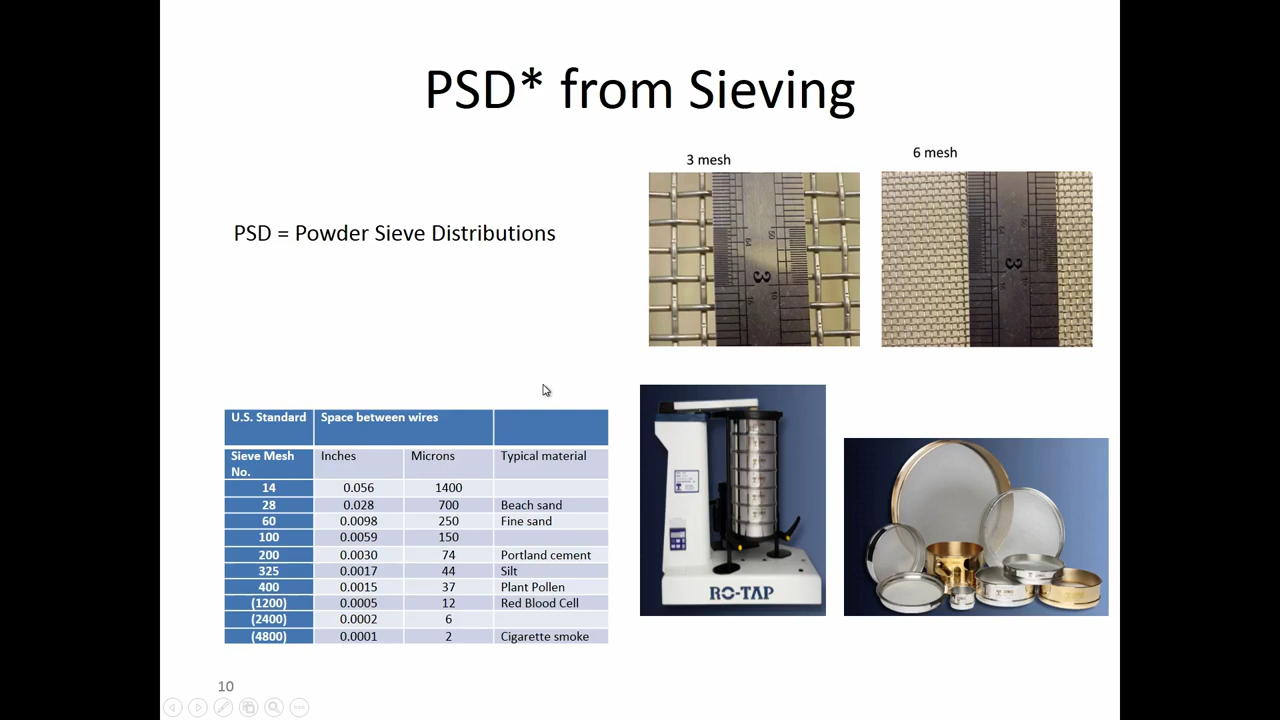 PSD* from Sieving
3 mesh
6 mesh
PSD = Powder Sieve Distributions
3
3
U.S. Standard Space between wires
Sieve Mesh No. Inches Microns Typical material
14 0.056 1400
28 0.028 700 Beach sand
60 0.0098 250 Fine sand
100 0.0059 150
200 0.0030 74 Portland cement
325 0.0017 44 Silt
400 0.0015 37 Plant Pollen
(1200) 0.0005 12 Red Blood Cell
(2400) 0.0002 6
(4800) 0.0001 2 Cigarette smoke
RO-TAP
10